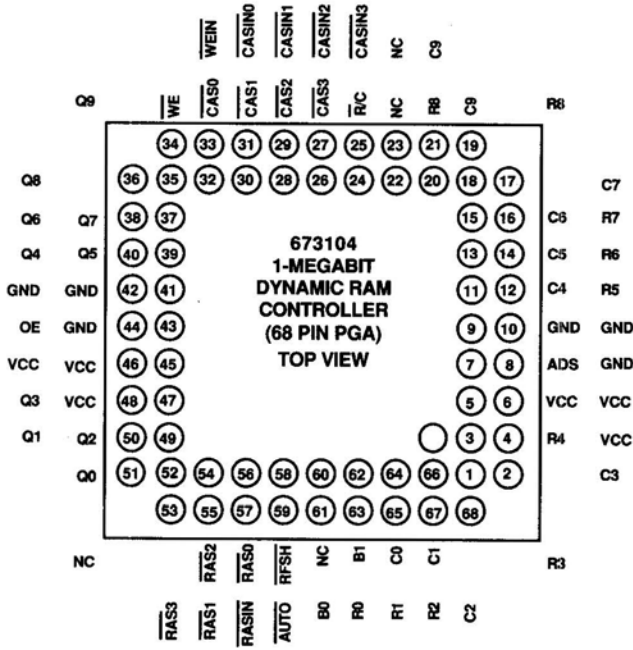 WEIN CASIN0 CASIN1 CASIN2 CASIN3 NC C9
Q9 WE CAS0 CAS1 CAS2 CAS3 R/C NC R8 C9 R8
34 33 31 29 27 25 23 21 19
Q8 36 35 32 30 28 26 24 22 20 18 17 C7
Q6 Q7 38 37 15 16 C6 R7
Q4 Q5 40 39 13 14 C5 R6
GND GND 42 41 11 12 C4 R5
OE GND 44 43 9 10 GND GND
VCC VCC 46 45 7 8 ADS GND
Q3 VCC 48 47 5 6 VCC VCC
Q1 Q2 50 49 3 4 R4 VCC
673104
1-MEGABIT
DYNAMIC RAM
CONTROLLER
(68 PIN PGA)
TOP VIEW
Q0 51 52 54 56 58 60 62 64 66 1 2 C3
53 55 57 59 61 63 65 67 68
NC RAS2 RAS0 RFSH NC B1 C0 C1 R3
RAS3 RAS1 RASIN AUTO B0 R0 R1 R2 C2